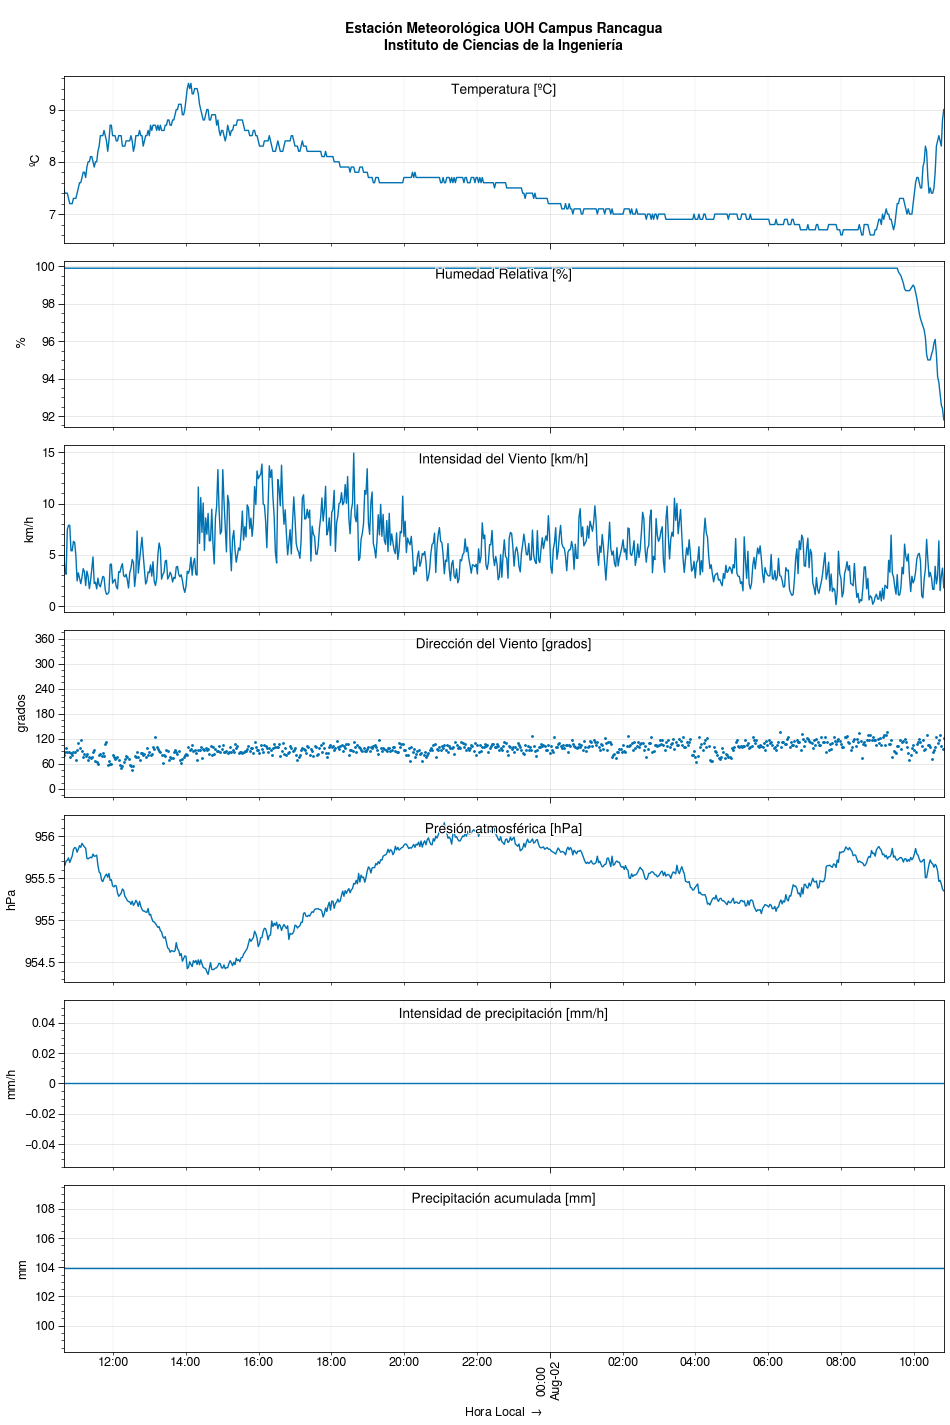 Estación Meteorológica UOH Campus Rancagua
Instituto de Ciencias de la Ingeniería
Temperatura [ºC]
9
8
7
ºC
Humedad Relativa [%]
100
98
96
94
92
%
Intensidad del Viento [km/h]
15
10
5
0
km/h
Dirección del Viento [grados]
360
300
240
180
120
60
0
grados
Presión atmosférica [hPa]
956
955.5
955
954.5
hPa
Intensidad de precipitación [mm/h]
0.04
0.02
0
−0.02
−0.04
mm/h
Precipitación acumulada [mm]
108
106
104
102
100
mm
12:00 14:00 16:00 18:00 20:00 22:00 00:00 02:00 04:00 06:00 08:00 10:00
Aug-02
Hora Local →